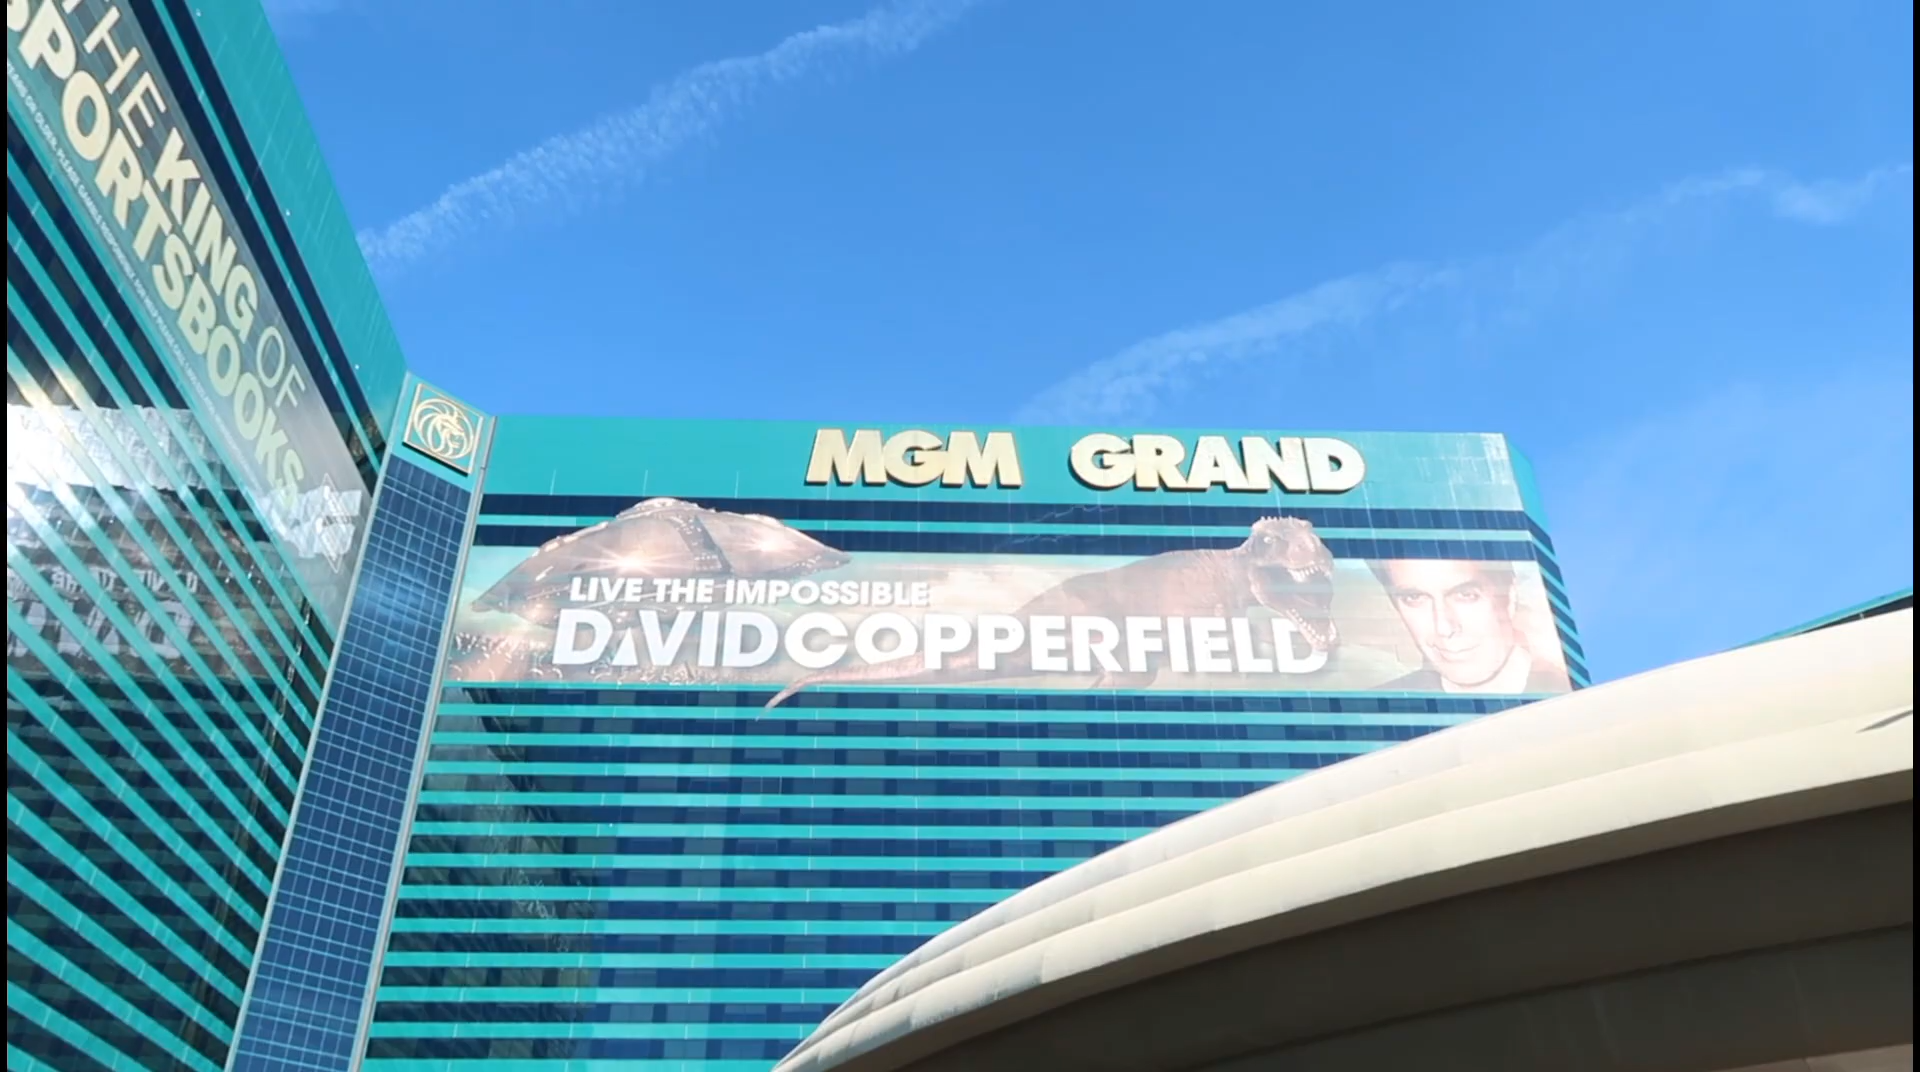 THE KING OF
SPORTSBOOKS
MGM GRAND
LIVE THE IMPOSSIBLE
DAVIDCOPPERFIELD